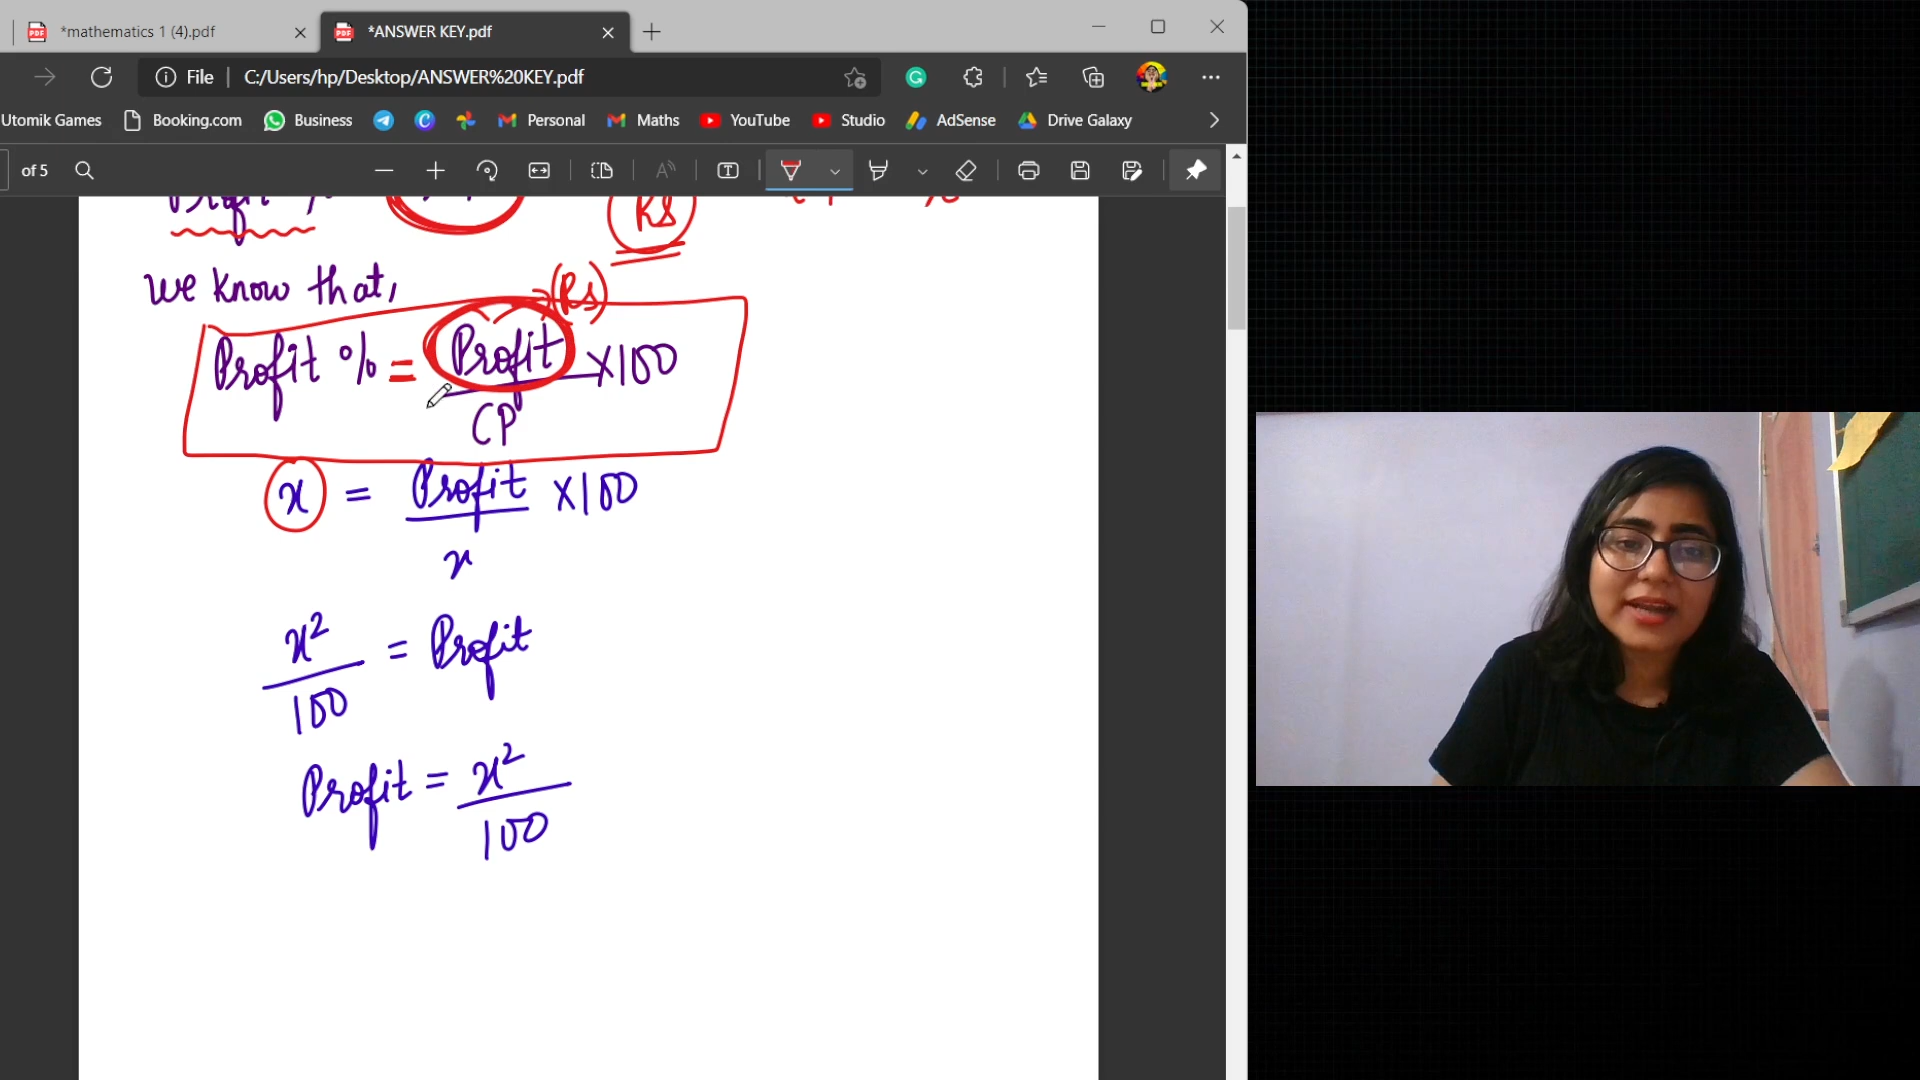 *mathematics 1 (4).pdf
*ANSWER KEY.pdf
File C:/Users/hp/Desktop/ANSWER%20KEY.pdf
Utomik Games Booking.com Business Personal Maths YouTube Studio AdSense Drive Galaxy
of 5
Profit %
Rs
We know that,
(Rs)
Profit % = Profit/CP ×100
x = Profit/x ×100
x²/100 = Profit
Profit = x²/100